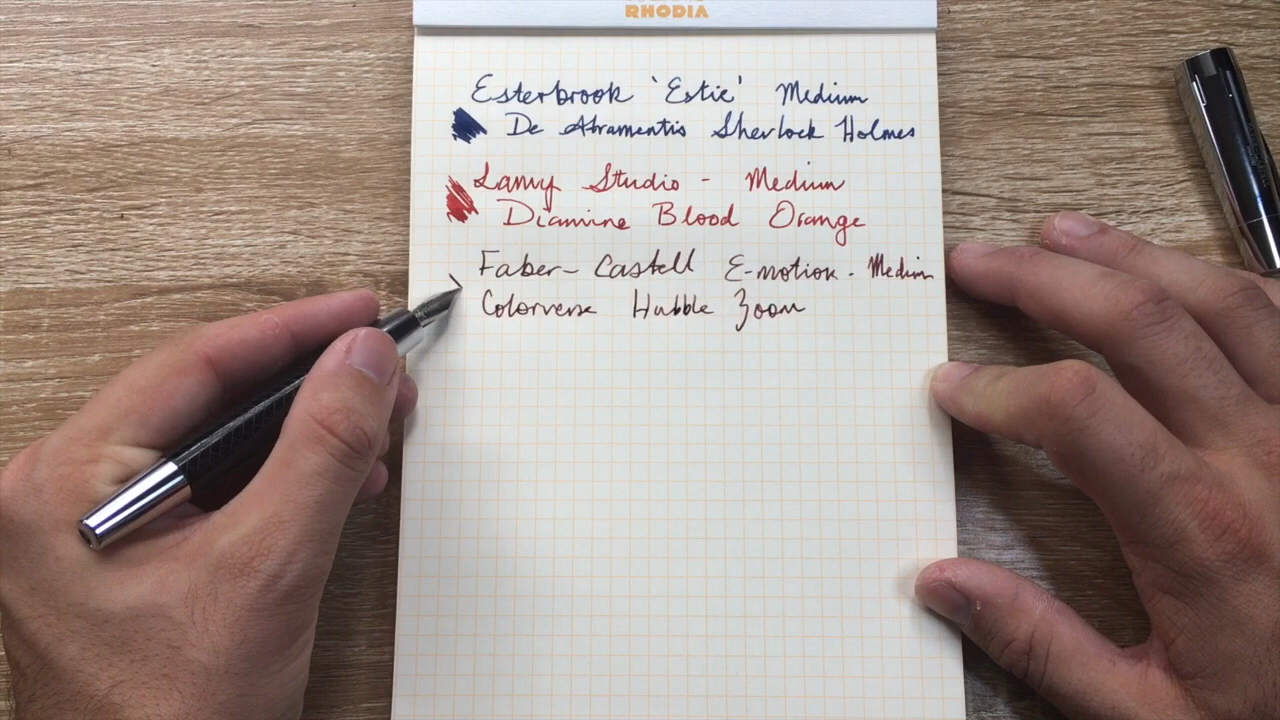 RHODIA
Esterbrook 'Estie' Medium
De Atramentis Sherlock Holmes
Lamy Studio - Medium
Diamine Blood Orange
Faber-Castell E-motion - Medium
Colorverse Hubble Zoom